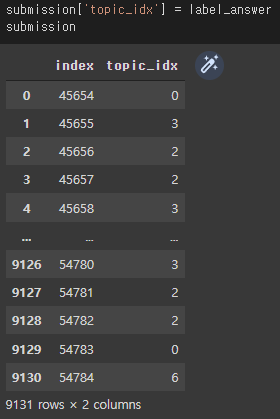 submission['topic_idx'] = label_answer
submission
index topic_idx
0 45654 0
1 45655 3
2 45656 2
3 45657 2
4 45658 3
... ... ...
9126 54780 3
9127 54781 2
9128 54782 2
9129 54783 0
9130 54784 6
9131 rows × 2 columns